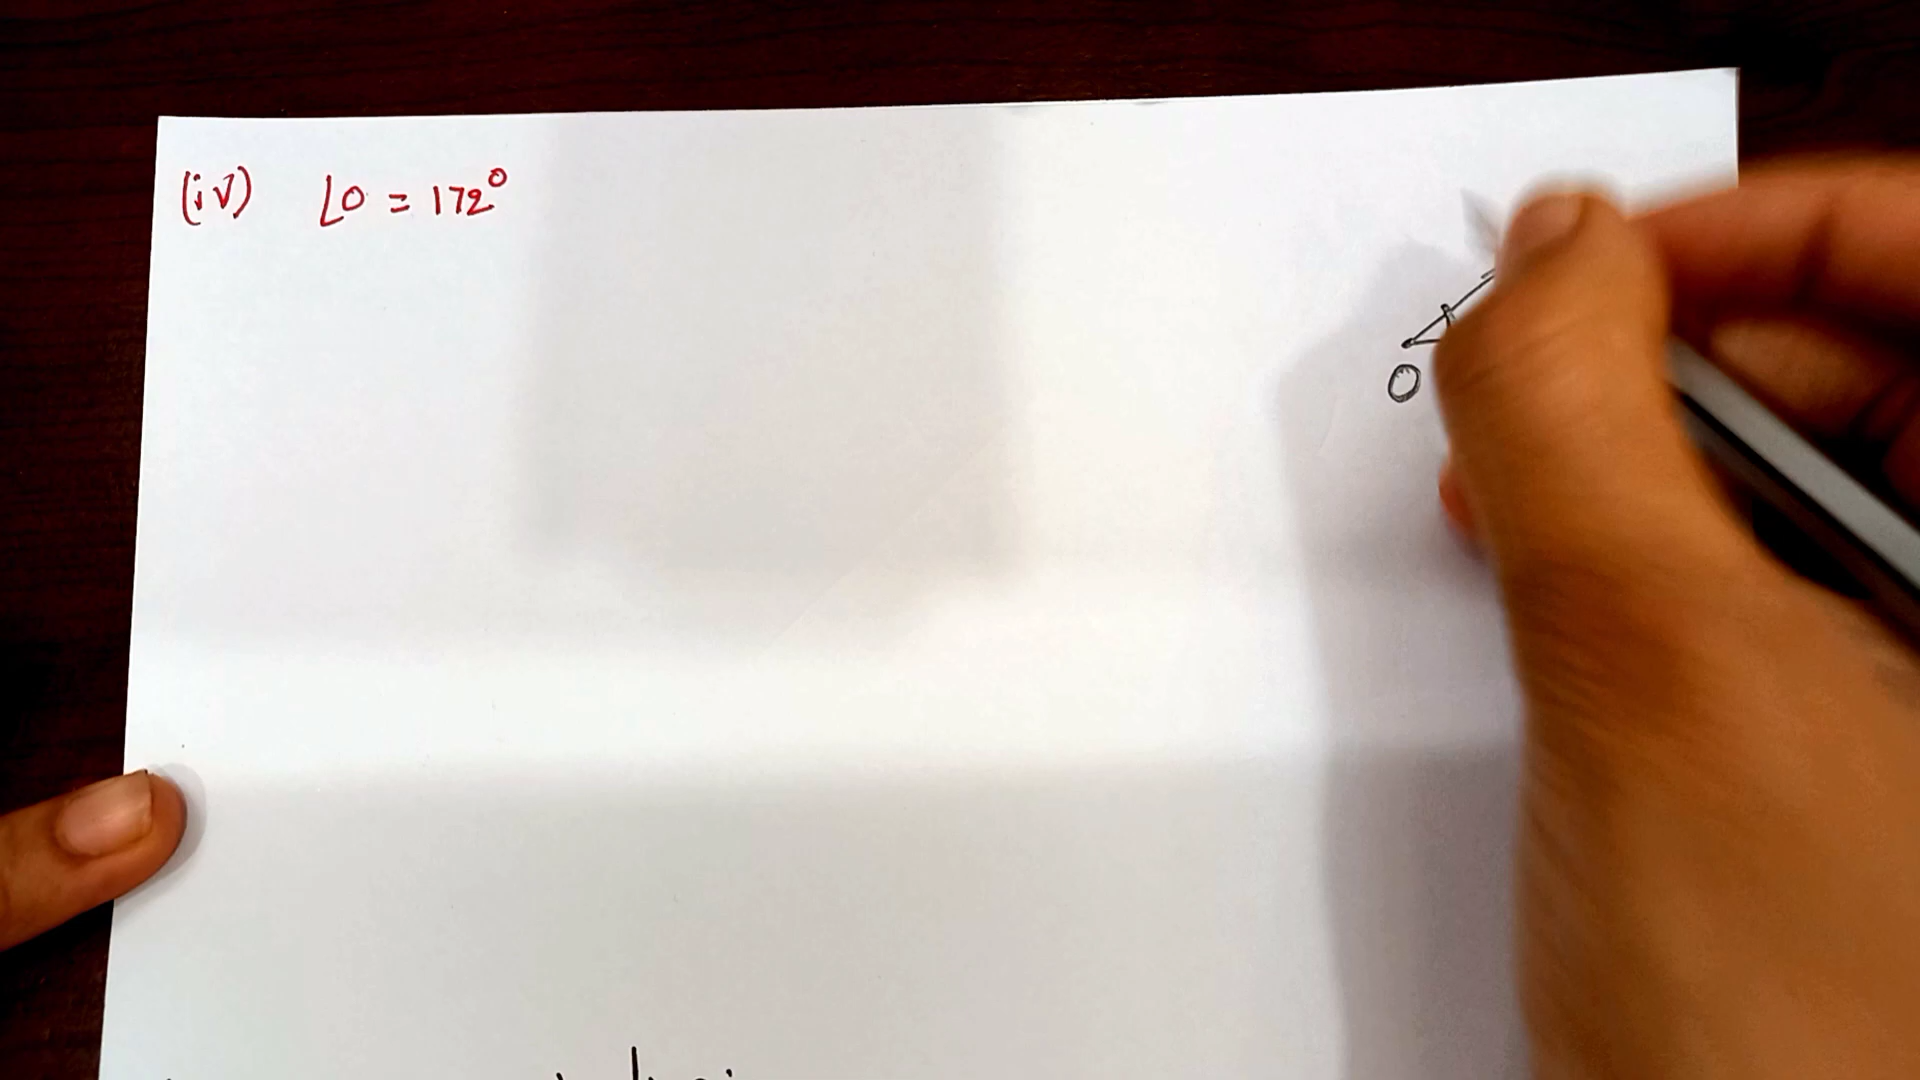 (iv) ∠O = 172°
O